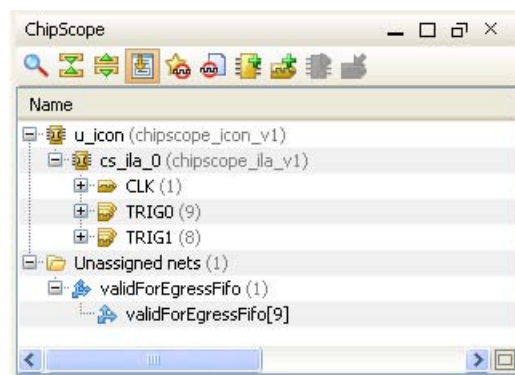 ChipScope
Name
u_icon (chipscope_icon_v1)
cs_ila_0 (chipscope_ila_v1)
CLK (1)
TRIG0 (9)
TRIG1 (8)
Unassigned nets (1)
validForEgressFifo (1)
validForEgressFifo[9]